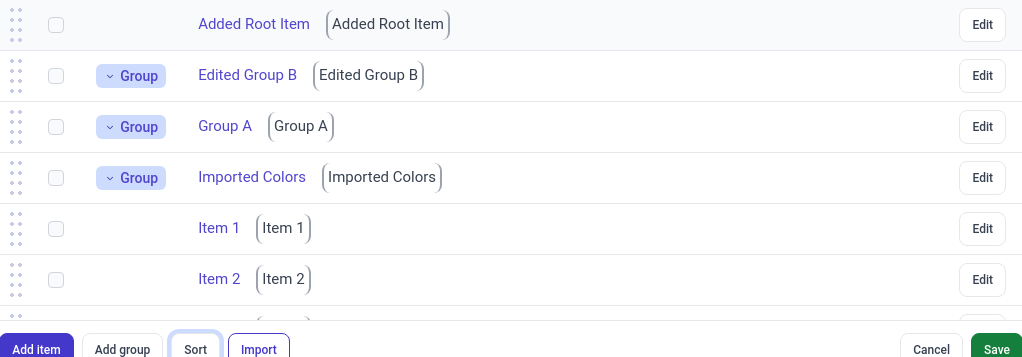 Added Root Item Added Root Item Edit
Group Edited Group B Edited Group B Edit
Group Group A Group A Edit
Group Imported Colors Imported Colors Edit
Item 1 Item 1 Edit
Item 2 Item 2 Edit
Add item Add group Sort Import Cancel Save